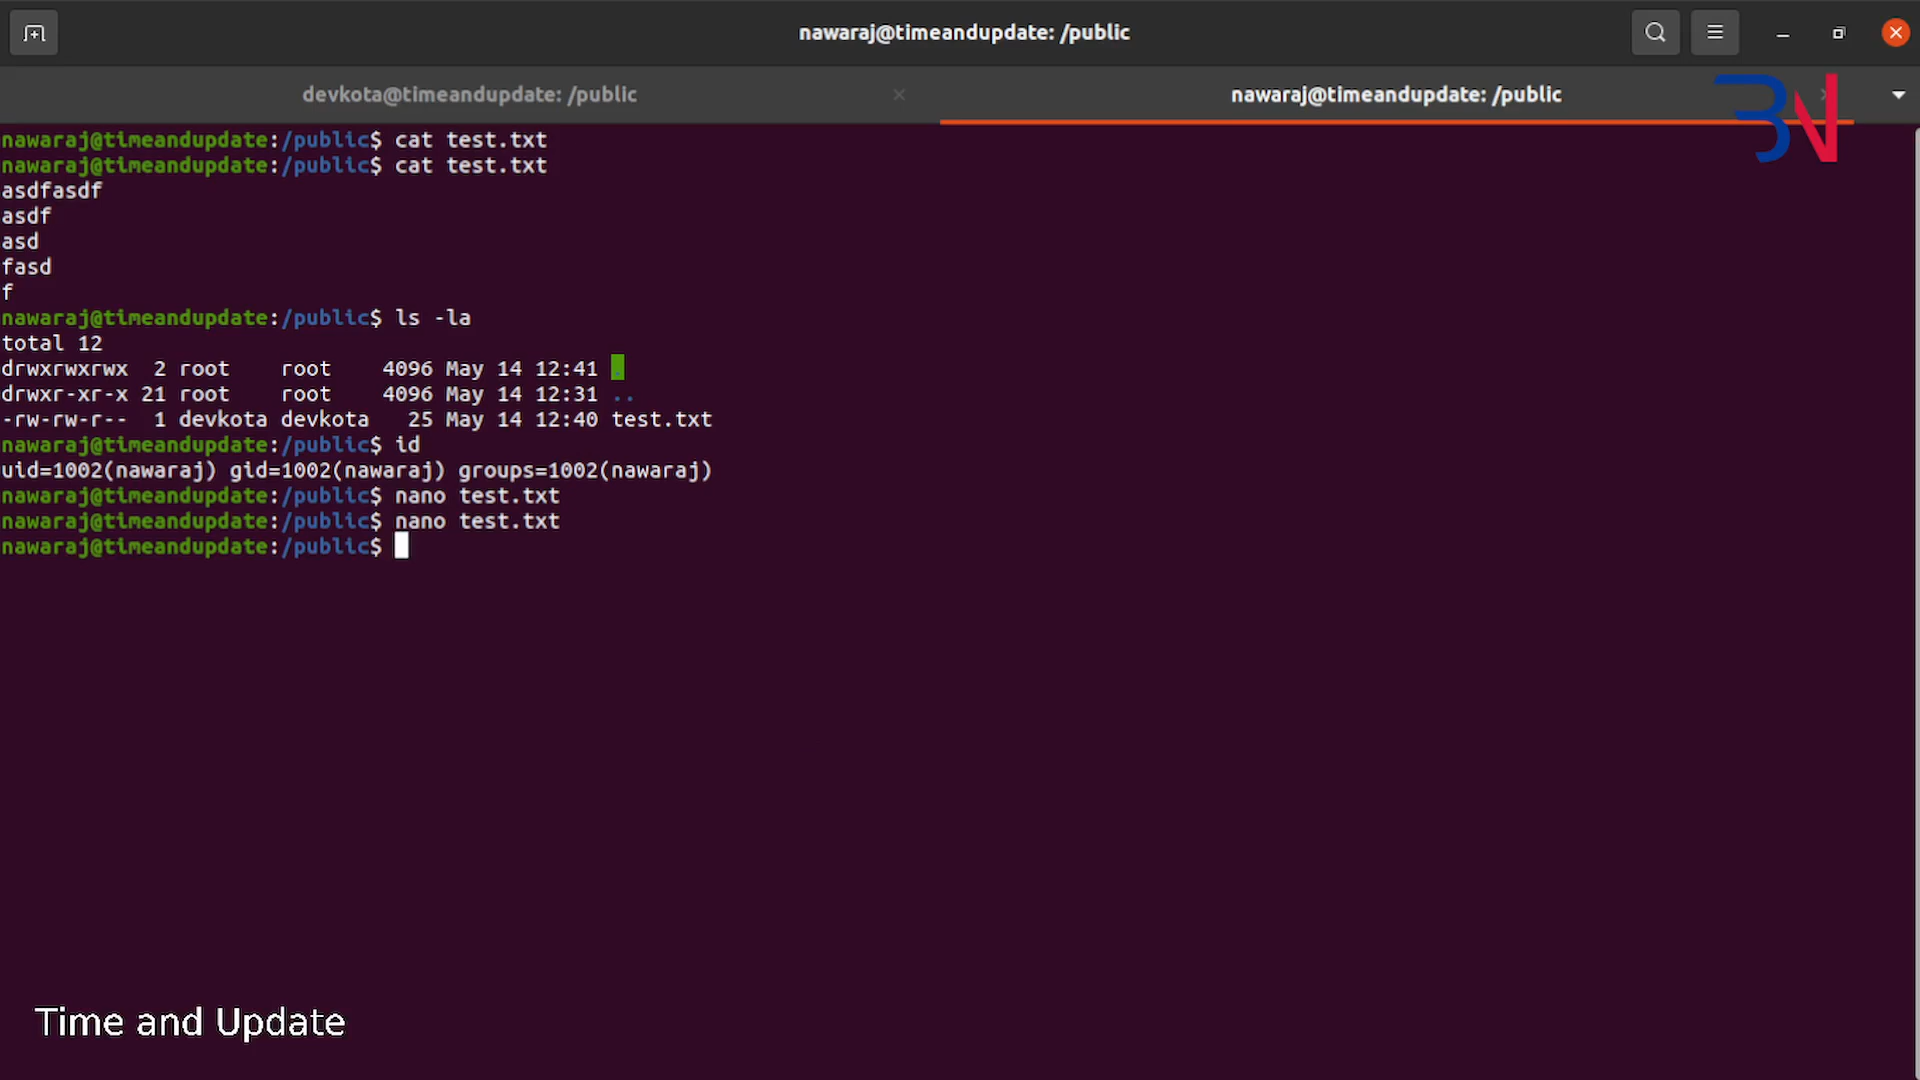 nawaraj@timeandupdate: /public
devkota@timeandupdate: /public
nawaraj@timeandupdate: /public
BN
nawaraj@timeandupdate:/public$ cat test.txt
nawaraj@timeandupdate:/public$ cat test.txt
asdfasdf
asdf
asd
fasd
f
nawaraj@timeandupdate:/public$ ls -la
total 12
drwxrwxrwx  2 root    root    4096 May 14 12:41 .
drwxr-xr-x 21 root    root    4096 May 14 12:31 ..
-rw-rw-r--  1 devkota devkota   25 May 14 12:40 test.txt
nawaraj@timeandupdate:/public$ id
uid=1002(nawaraj) gid=1002(nawaraj) groups=1002(nawaraj)
nawaraj@timeandupdate:/public$ nano test.txt
nawaraj@timeandupdate:/public$ nano test.txt
nawaraj@timeandupdate:/public$
Time and Update